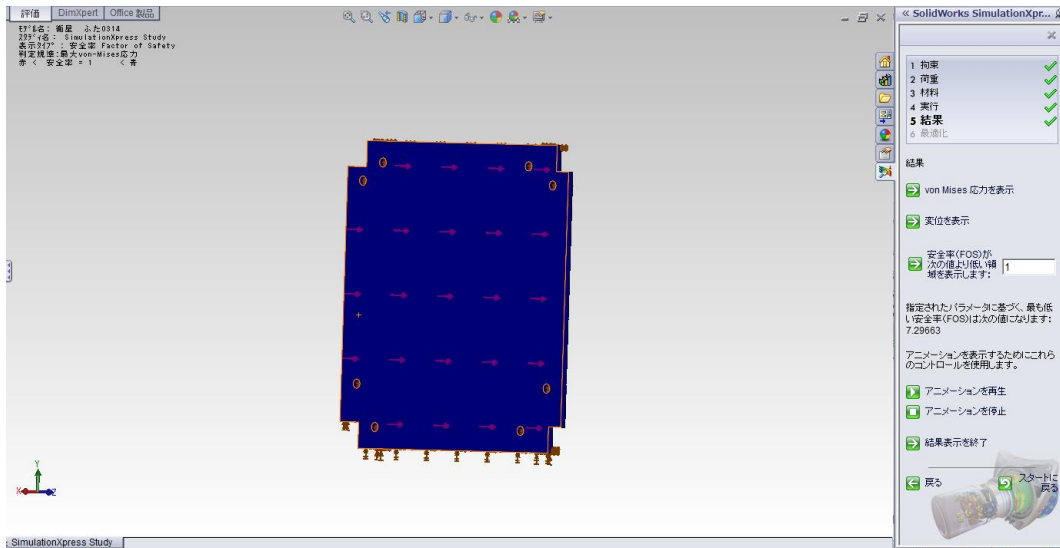 評価 DimXpert Office 製品
モデル名: 衛星 ふた0314
スタディ名: SimulationXpress Study
表示タイプ: 安全率 Factor of Safety
判定規準:最大von-Mises応力
赤 < 安全率 = 1 < 青
Y
X
Z
SimulationXpress Study
« SolidWorks SimulationXpr...
1 拘束
2 荷重
3 材料
4 実行
5 結果
6 最適化
結果
von Mises 応力を表示
変位を表示
安全率(FOS)が
次の値より低い領
域を表示します:
1
指定されたパラメータに基づく、最も低
い安全率(FOS)は次の値になります:
7.29663
アニメーションを表示するためにこれら
のコントロールを使用します。
アニメーションを再生
アニメーションを停止
結果表示を終了
戻る
スタートに
戻る